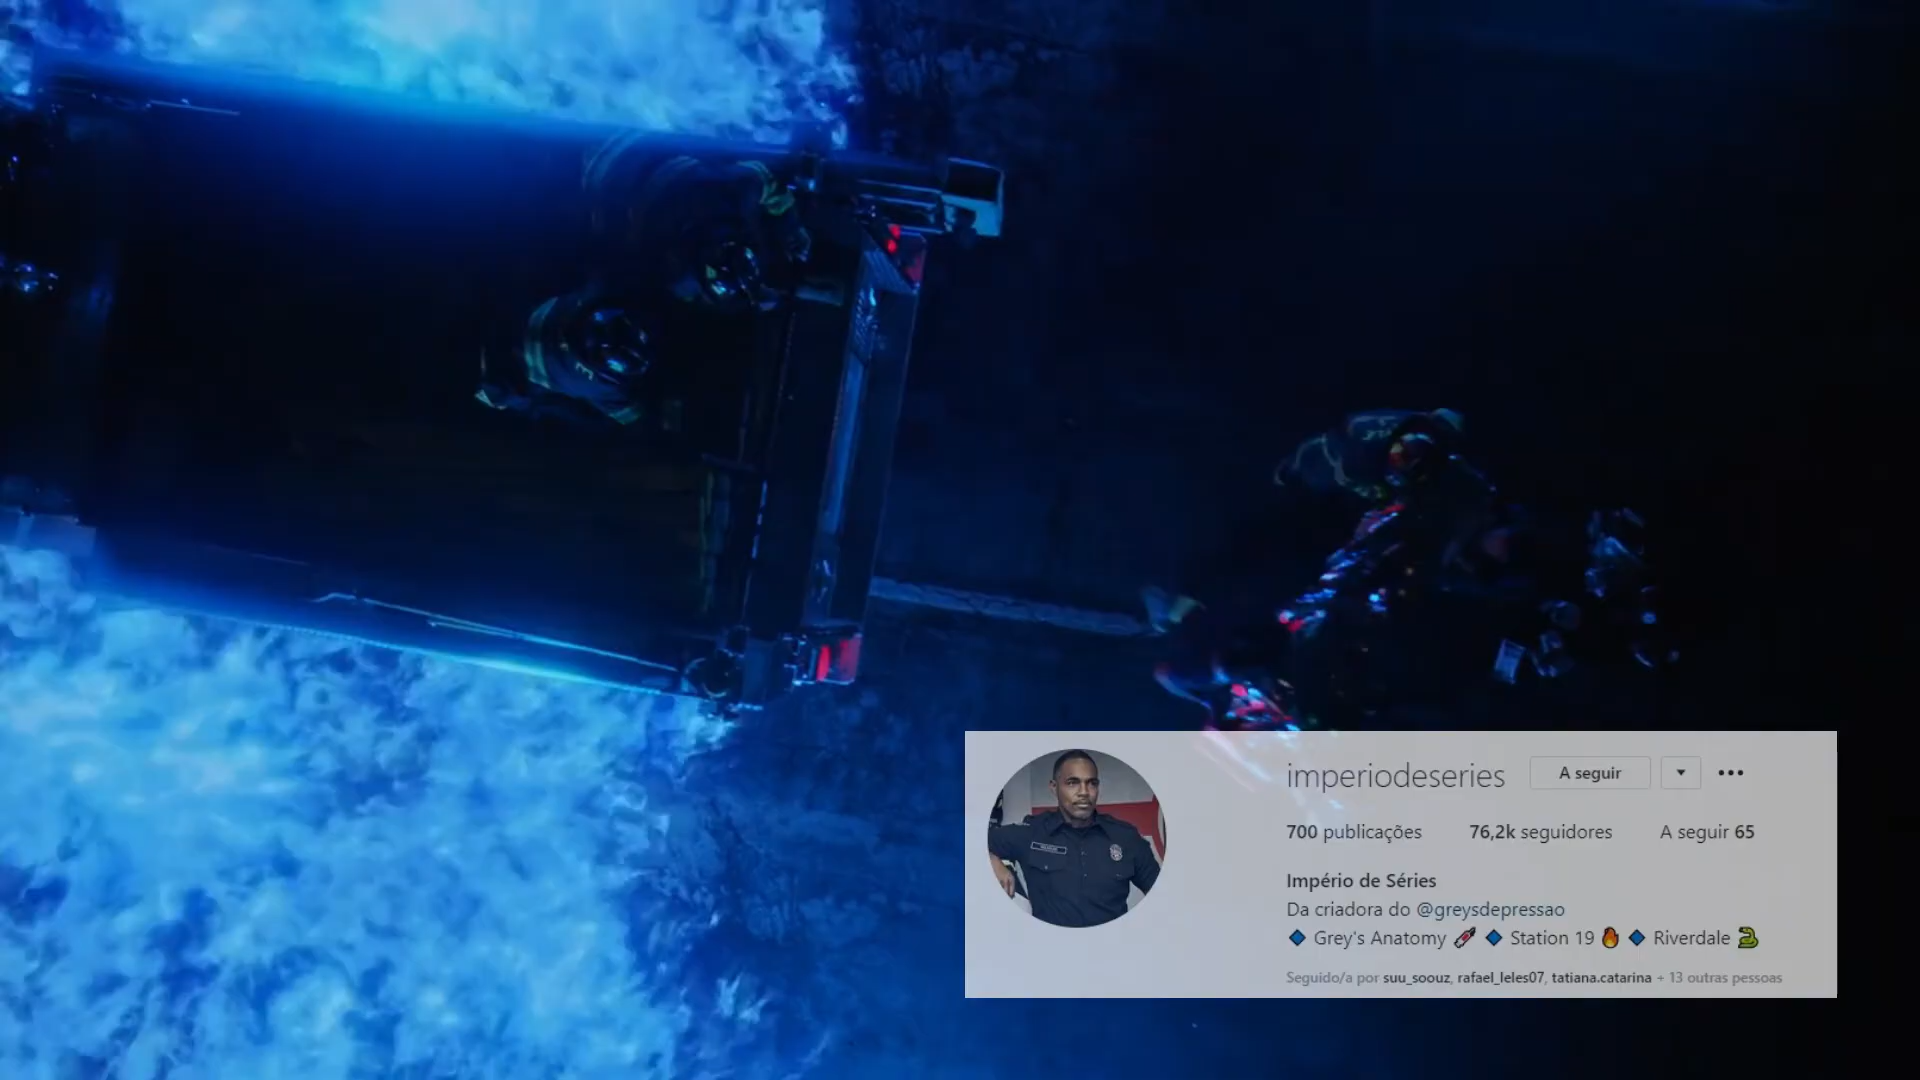 imperiodeseries A seguir
700 publicações 76,2k seguidores A seguir 65
Império de Séries
Da criadora do @greysdepressao
Grey's Anatomy Station 19 Riverdale
Seguido/a por suu_soouz, rafael_leles07, tatiana.catarina + 13 outras pessoas